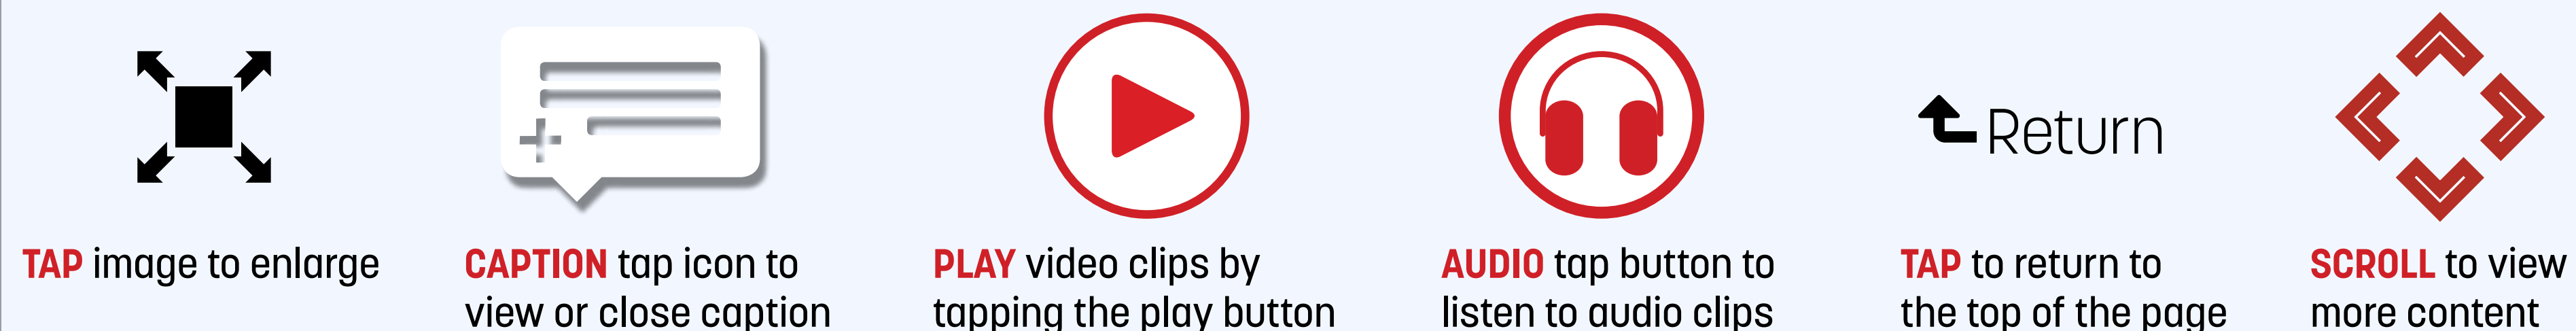 Return
TAP image to enlarge
CAPTION tap icon to
view or close caption
PLAY video clips by
tapping the play button
AUDIO tap button to
listen to audio clips
TAP to return to
the top of the page
SCROLL to view
more content